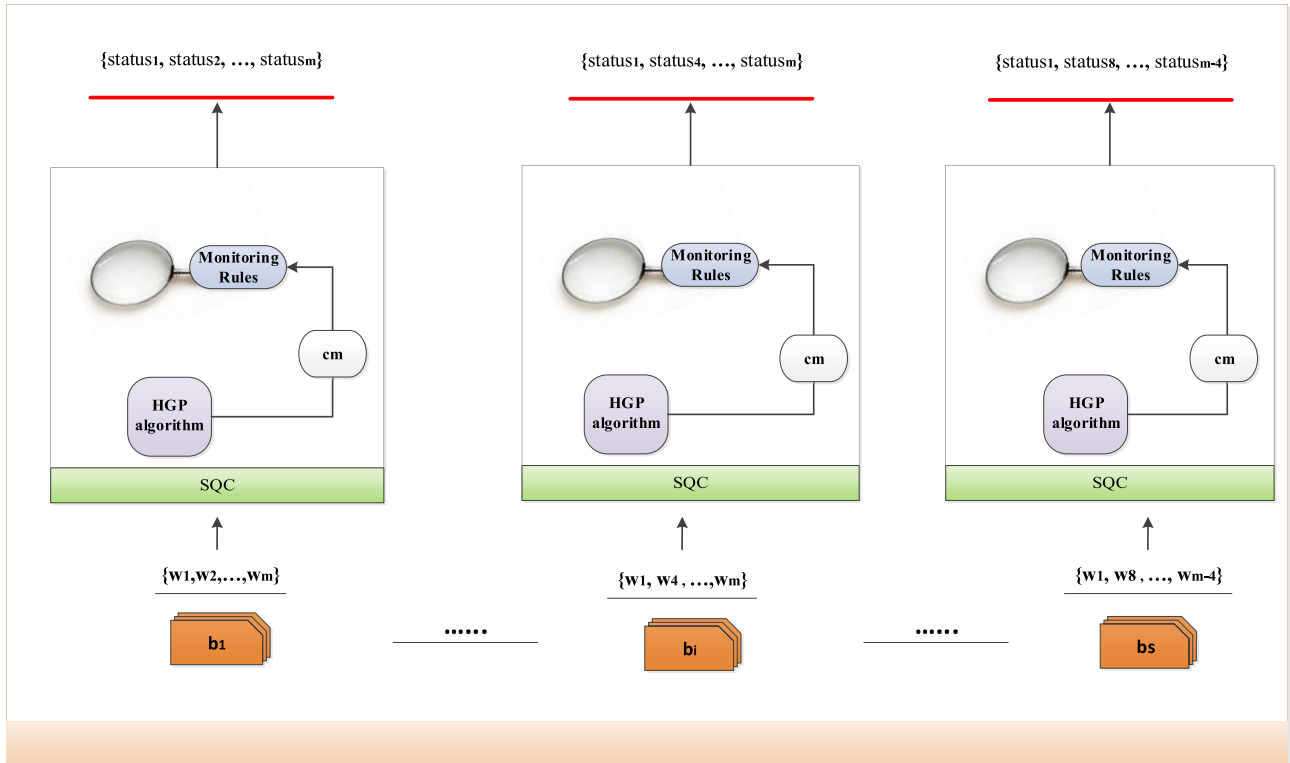 {status1, status2, ..., statusm}
{status1, status4, ..., statusm}
{status1, status8, ..., statusm-4}
Monitoring
Rules
cm
HGP
algorithm
SQC
Monitoring
Rules
cm
HGP
algorithm
SQC
Monitoring
Rules
cm
HGP
algorithm
SQC
{w1,w2,...,wm}
{w1, w4 , ...,wm}
{w1, w8 , ..., wm-4}
b1
......
bi
......
bs